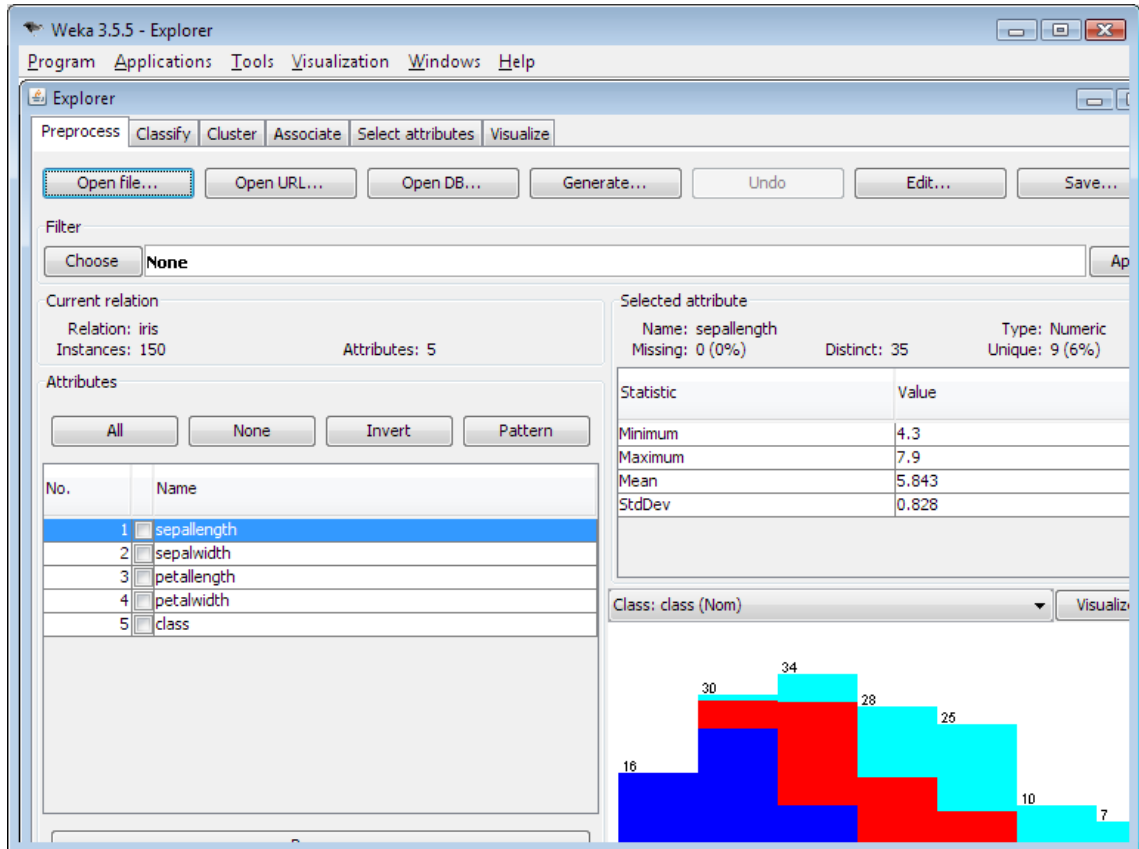 Weka 3.5.5 - Explorer
Program Applications Tools Visualization Windows Help
Explorer
Preprocess Classify Cluster Associate Select attributes Visualize
Open file... Open URL... Open DB... Generate... Undo Edit... Save...
Filter
Choose None Ap
Current relation
Relation: iris
Instances: 150 Attributes: 5
Attributes
All None Invert Pattern
No. Name
1 sepallength
2 sepalwidth
3 petallength
4 petalwidth
5 class
Selected attribute
Name: sepallength Type: Numeric
Missing: 0 (0%) Distinct: 35 Unique: 9 (6%)
Statistic Value
Minimum 4.3
Maximum 7.9
Mean 5.843
StdDev 0.828
Class: class (Nom) Visualiz
16 30 34 28 25 10 7